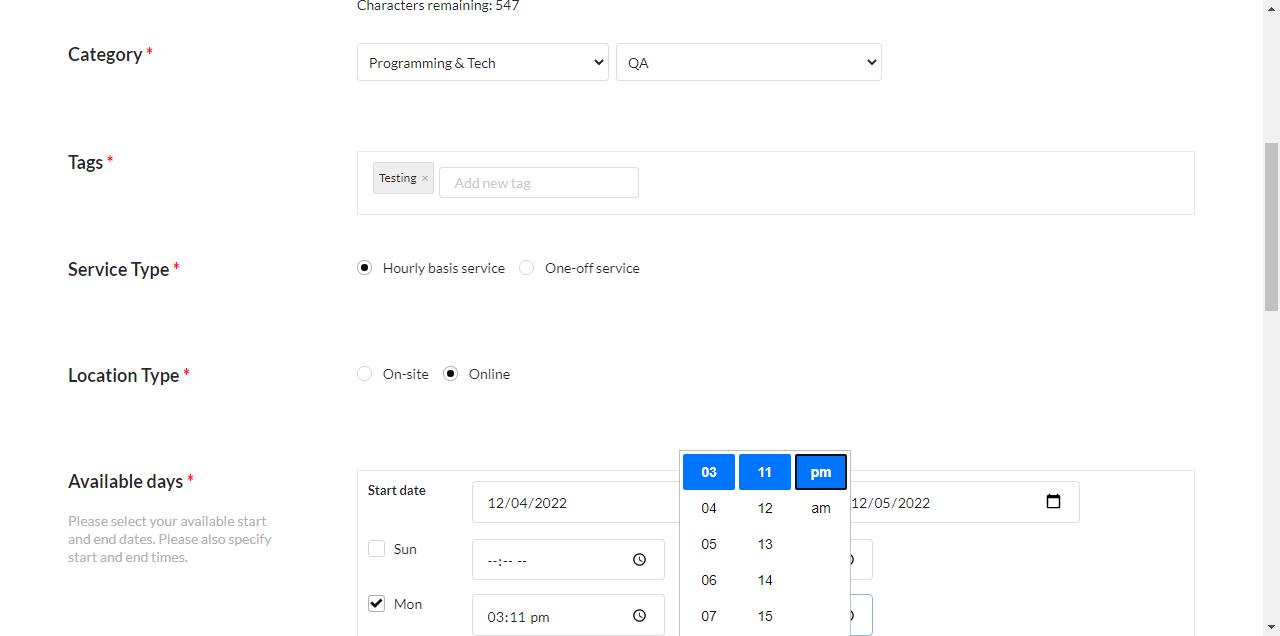 Characters remaining: 547
Category *
Programming & Tech
QA
Tags *
Testing ×
Add new tag
Service Type *
Hourly basis service
One-off service
Location Type *
On-site
Online
Available days *
Please select your available start
and end dates. Please also specify
start and end times.
Start date
12/04/2022
12/05/2022
Sun
--:-- --
Mon
03:11 pm
03 11 pm
04 12 am
05 13
06 14
07 15